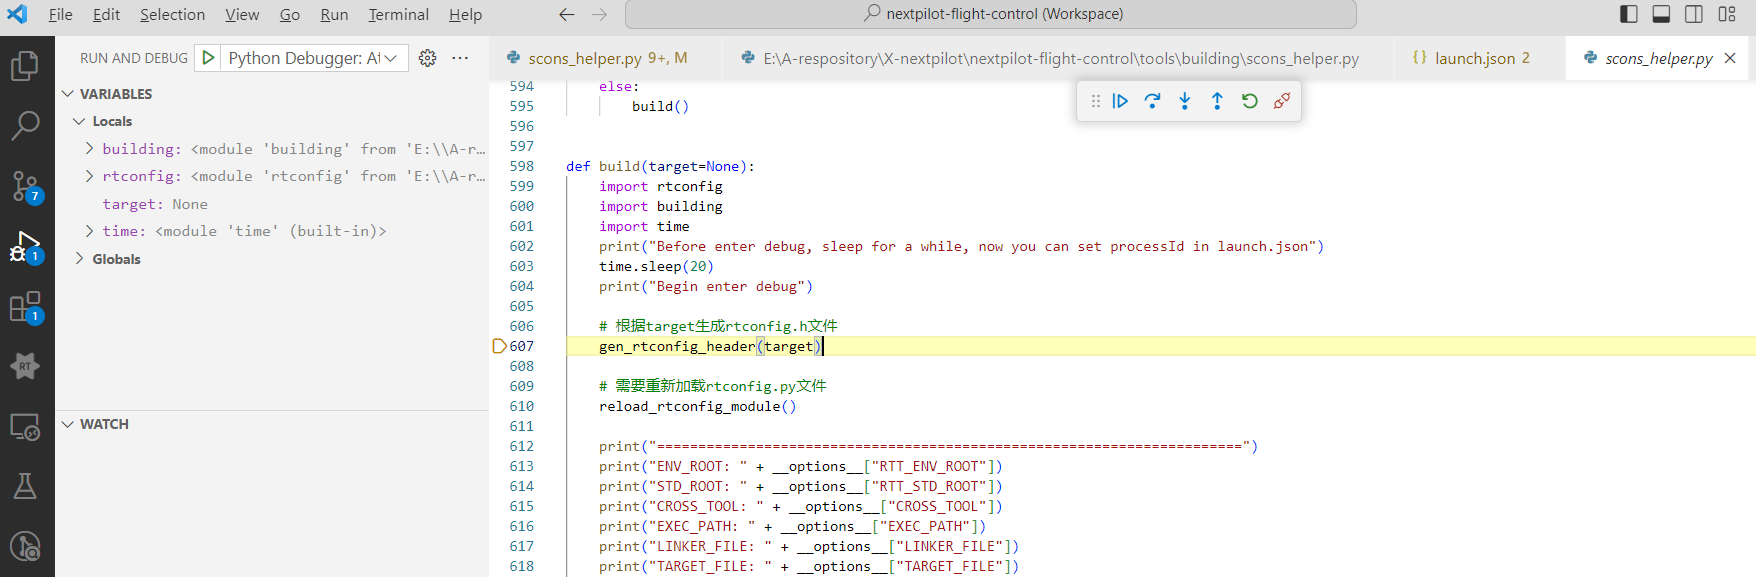 File Edit Selection View Go Run Terminal Help
nextpilot-flight-control (Workspace)
RUN AND DEBUG Python Debugger: At
scons_helper.py 9+, M
E:\A-respository\X-nextpilot\nextpilot-flight-control\tools\building\scons_helper.py
launch.json 2
scons_helper.py
VARIABLES
Locals
building: <module 'building' from 'E:\\A-r…
rtconfig: <module 'rtconfig' from 'E:\\A-r…
target: None
time: <module 'time' (built-in)>
Globals
WATCH
7
1
1
RT
594 else:
595 build()
596
597
598 def build(target=None):
599 import rtconfig
600 import building
601 import time
602 print("Before enter debug, sleep for a while, now you can set processId in launch.json")
603 time.sleep(20)
604 print("Begin enter debug")
605
606 # 根据target生成rtconfig.h文件
607 gen_rtconfig_header(target)
608
609 # 需要重新加载rtconfig.py文件
610 reload_rtconfig_module()
611
612 print("=======================================================================")
613 print("ENV_ROOT: " + __options__["RTT_ENV_ROOT"])
614 print("STD_ROOT: " + __options__["RTT_STD_ROOT"])
615 print("CROSS_TOOL: " + __options__["CROSS_TOOL"])
616 print("EXEC_PATH: " + __options__["EXEC_PATH"])
617 print("LINKER_FILE: " + __options__["LINKER_FILE"])
618 print("TARGET_FILE: " + __options__["TARGET_FILE"])